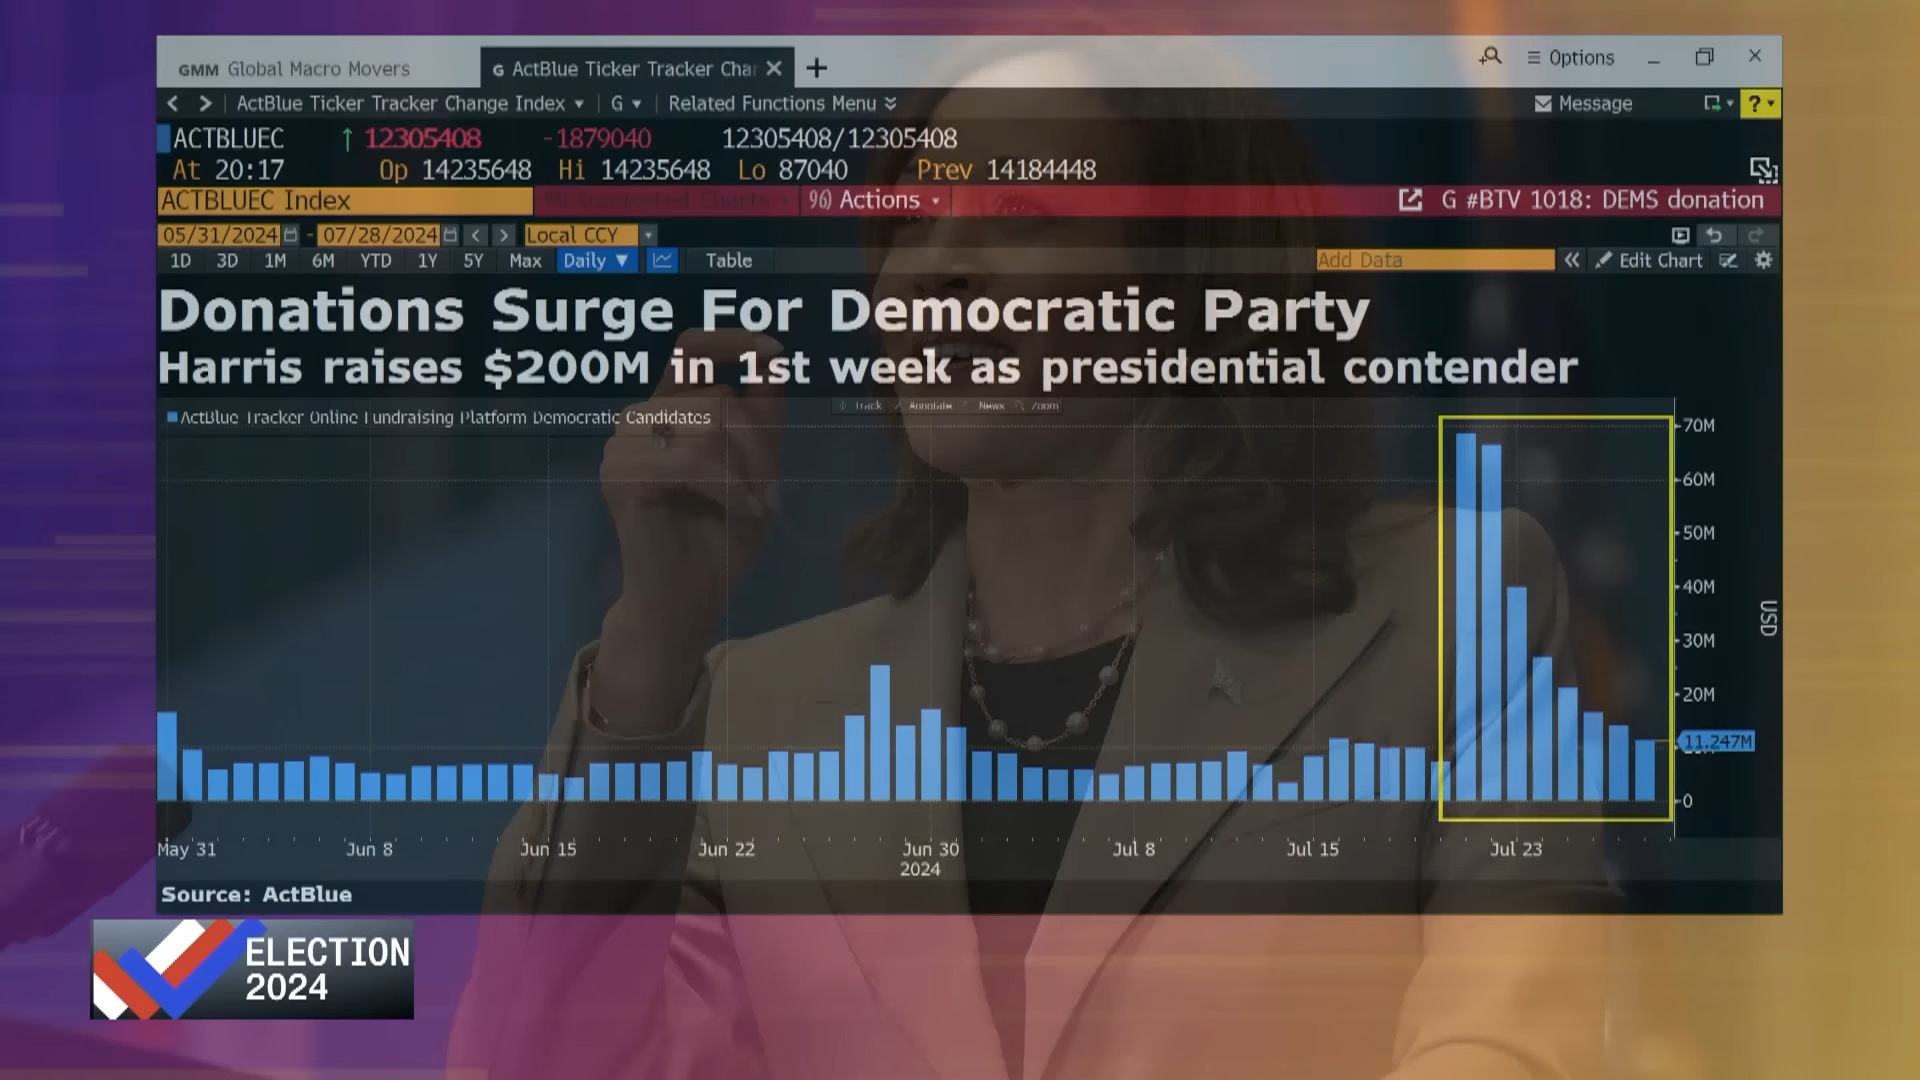 GMM Global Macro Movers
G ActBlue Ticker Tracker Char
Options
ActBlue Ticker Tracker Change Index
G
Related Functions Menu
Message
?
ACTBLUEC ↑ 12305408 -1879040 12305408/12305408
At 20:17 Op 14235648 Hi 14235648 Lo 87040 Prev 14184448
ACTBLUEC Index
96) Actions
G #BTV 1018: DEMS donation
05/31/2024 - 07/28/2024 Local CCY
1D 3D 1M 6M YTD 1Y 5Y Max Daily ▼ Table
Add Data
Edit Chart
Donations Surge For Democratic Party
Harris raises $200M in 1st week as presidential contender
Track Annotate News Zoom
ActBlue Tracker Online Fundraising Platform Democratic Candidates
70M
60M
50M
40M
30M
20M
11.247M
0
USD
May 31 Jun 8 Jun 15 Jun 22 Jun 30 Jul 8 Jul 15 Jul 23
2024
Source: ActBlue
ELECTION
2024